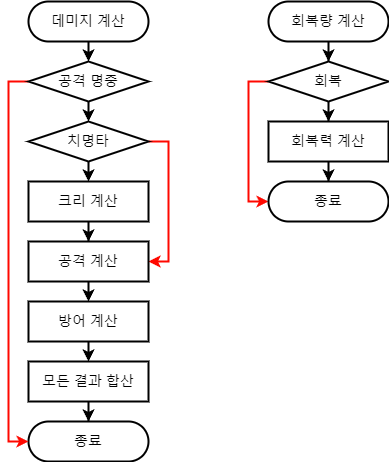 데미지 계산
공격 명중
치명타
크리 계산
공격 계산
방어 계산
모든 결과 합산
종료
회복량 계산
회복
회복력 계산
종료